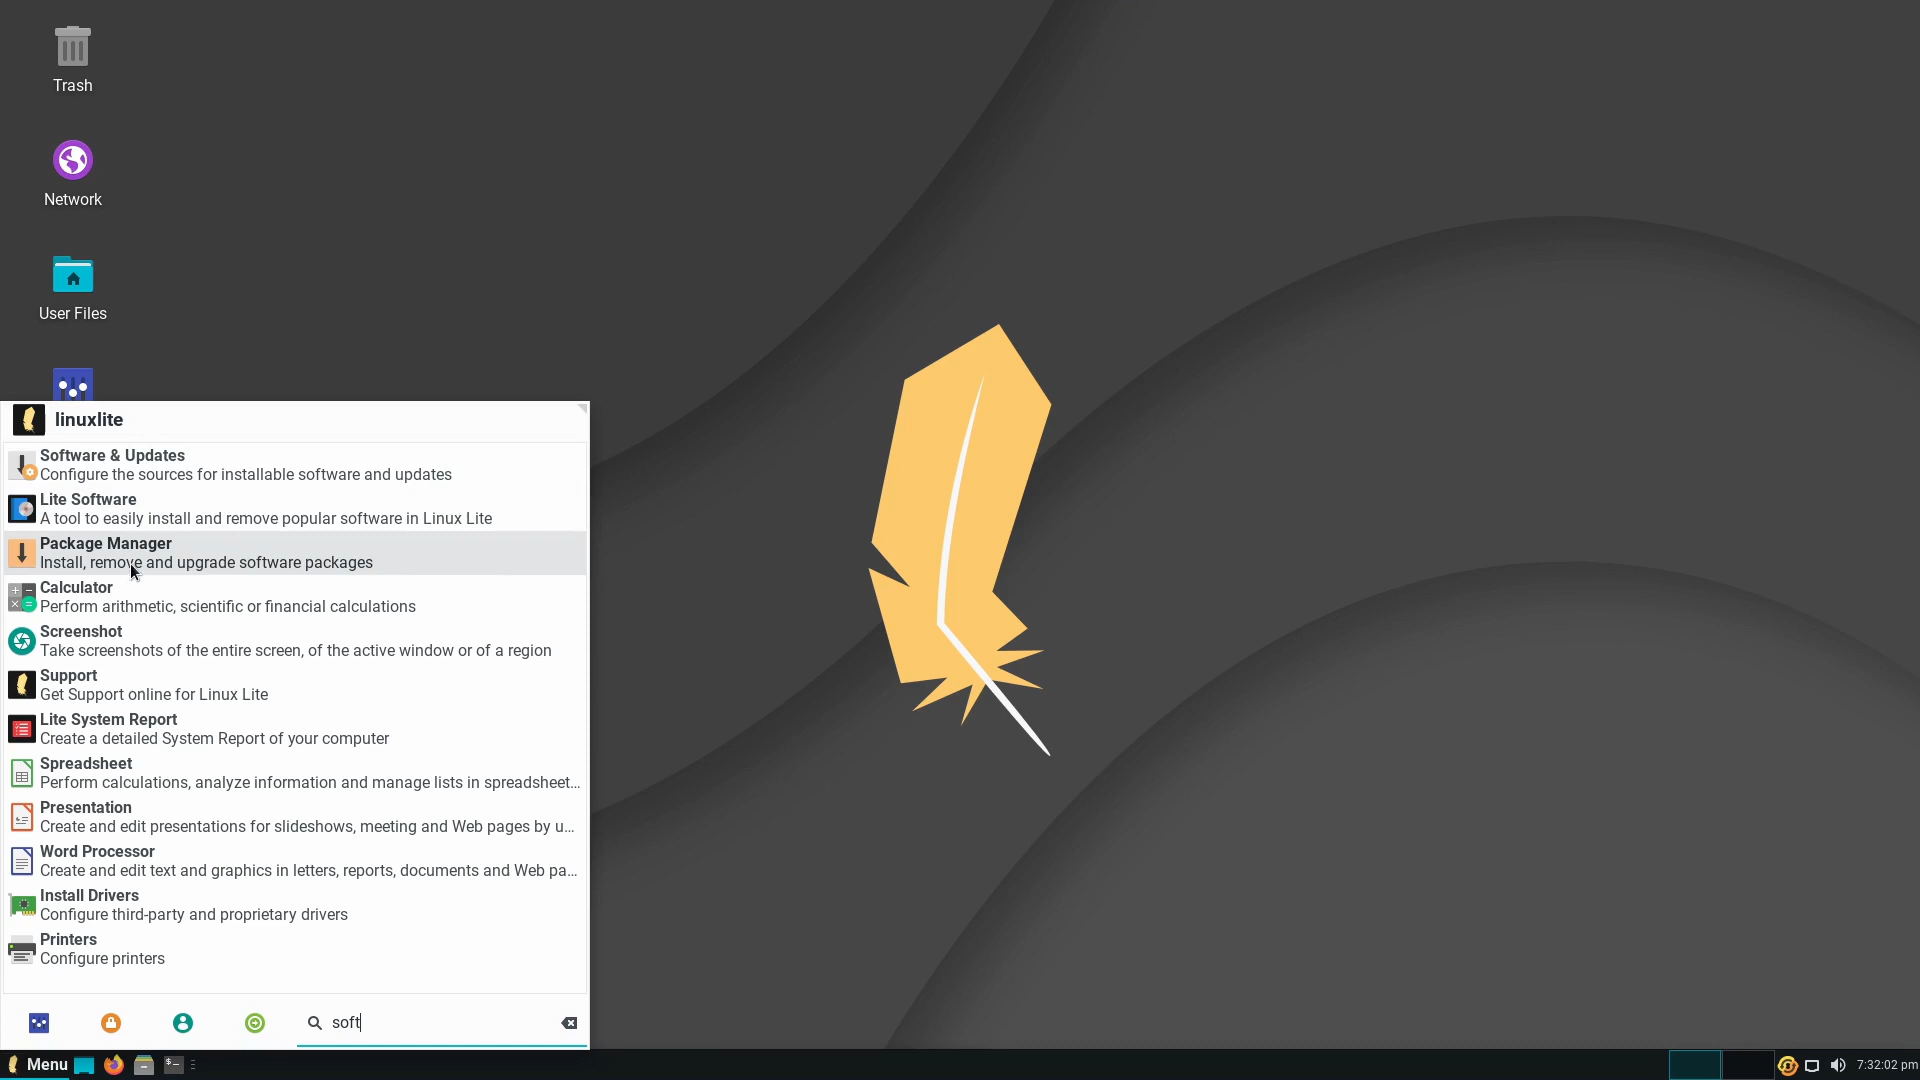 Trash
Network
User Files
linuxlite
Software & Updates
Configure the sources for installable software and updates
Lite Software
A tool to easily install and remove popular software in Linux Lite
Package Manager
Install, remove and upgrade software packages
Calculator
Perform arithmetic, scientific or financial calculations
Screenshot
Take screenshots of the entire screen, of the active window or of a region
Support
Get Support online for Linux Lite
Lite System Report
Create a detailed System Report of your computer
Spreadsheet
Perform calculations, analyze information and manage lists in spreadsheet...
Presentation
Create and edit presentations for slideshows, meeting and Web pages by u...
Word Processor
Create and edit text and graphics in letters, reports, documents and Web pa...
Install Drivers
Configure third-party and proprietary drivers
Printers
Configure printers
soft
Menu
7:32:02 pm